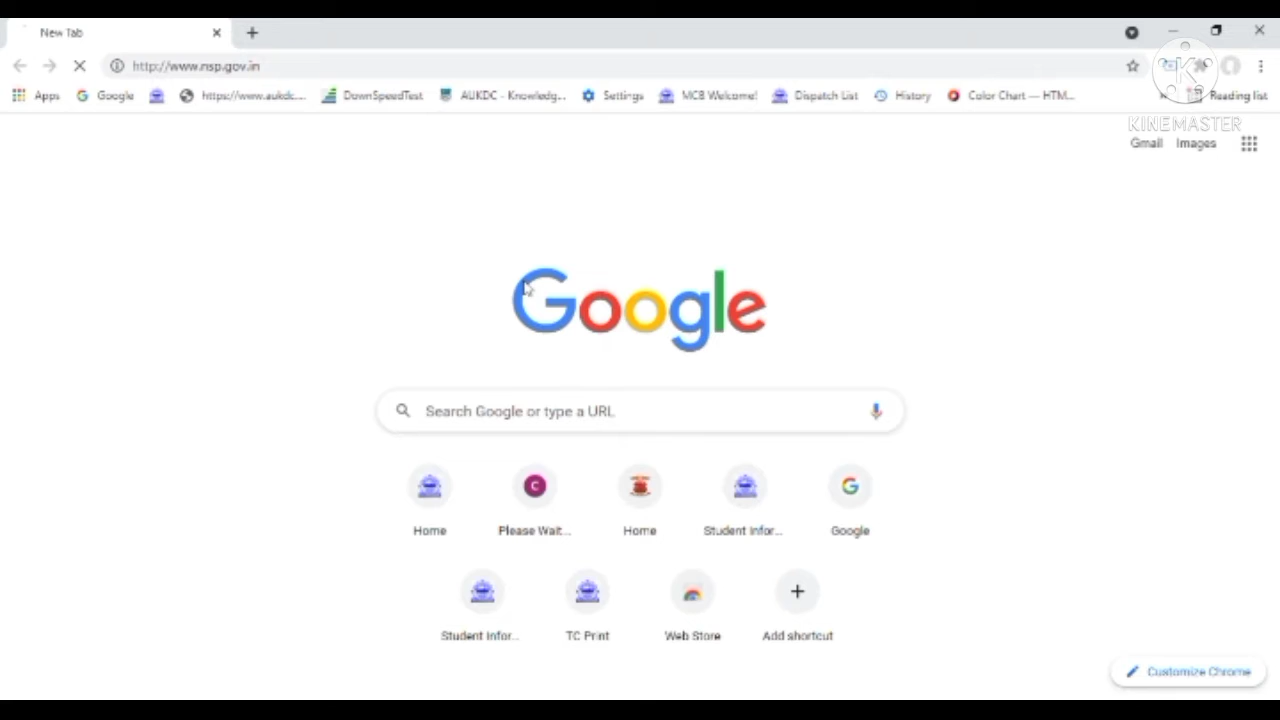 New Tab
http://www.nsp.gov.in
Apps Google https://www.aukdc... DownSpeedTest AUKDC - Knowledg... Settings MCB Welcome! Dispatch List History Color Chart — HTM... Reading list
KINEMASTER
Gmail Images
Google
Search Google or type a URL
Home Please Wait... Home Student Infor... Google
Student Infor... TC Print Web Store Add shortcut
Customize Chrome